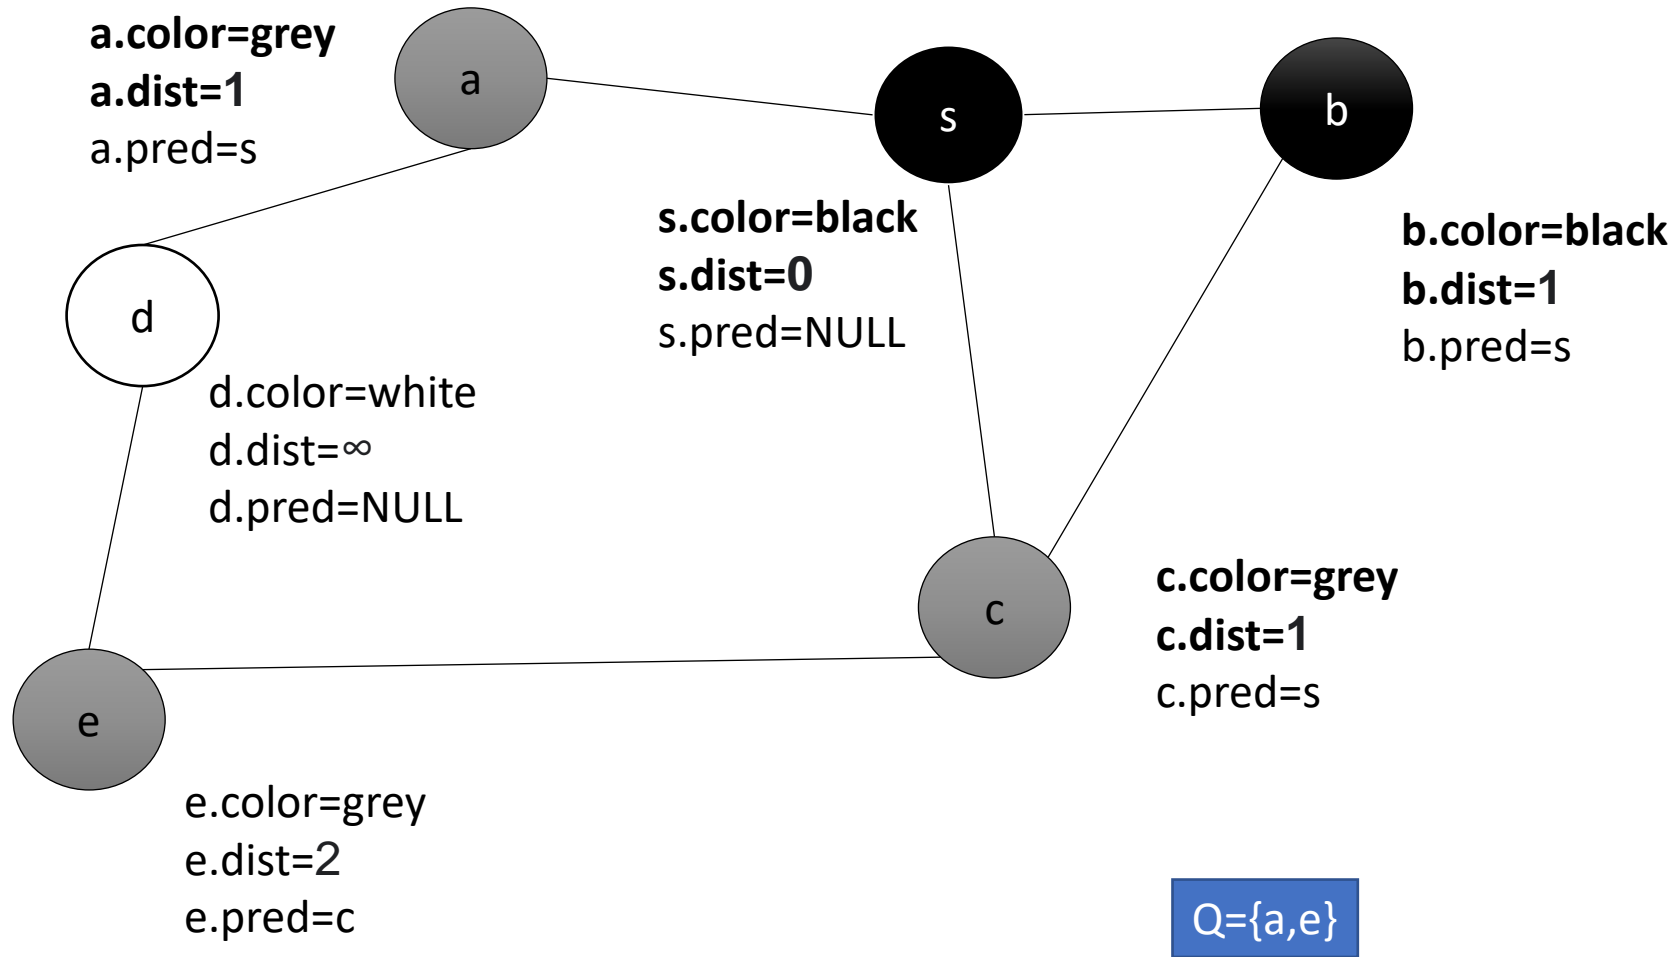 a.color=grey
a.dist=1
a.pred=s
a
s
b
s.color=black
s.dist=0
s.pred=NULL
b.color=black
b.dist=1
b.pred=s
d
d.color=white
d.dist=∞
d.pred=NULL
c
c.color=grey
c.dist=1
c.pred=s
e
e.color=grey
e.dist=2
e.pred=c
Q={a,e}